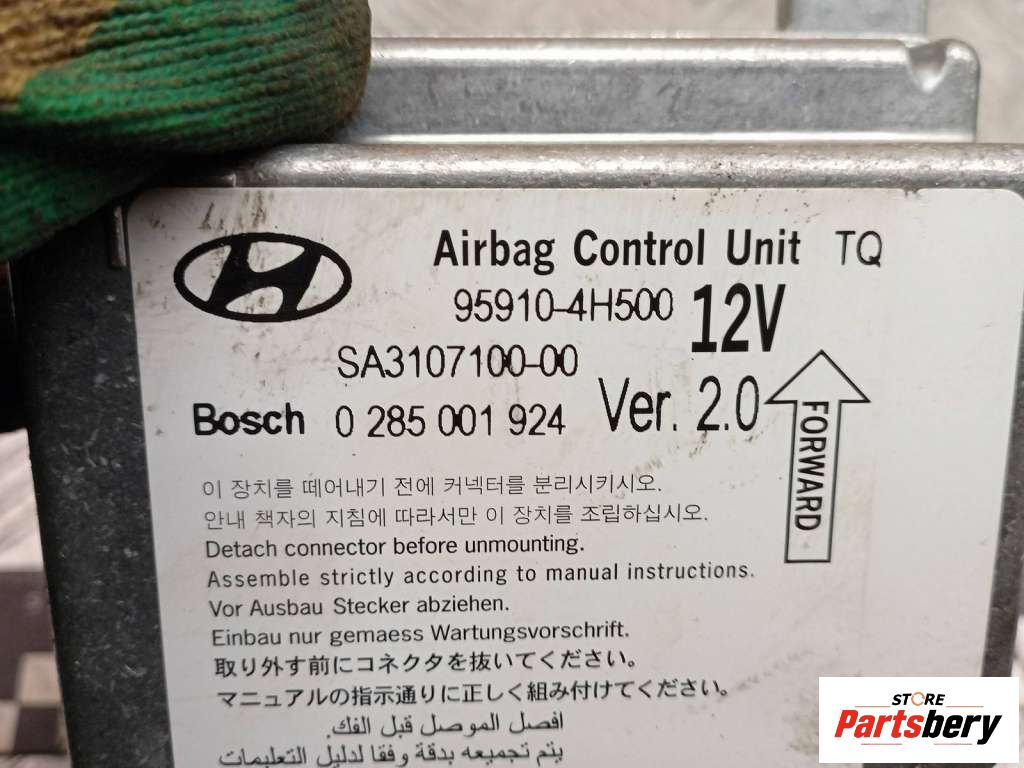 Airbag Control Unit TQ
95910-4H500 12V
SA3107100-00
Bosch 0 285 001 924 Ver. 2.0
FORWARD
이 장치를 떼어내기 전에 커넥터를 분리시키시오.
안내 책자의 지침에 따라서만 이 장치를 조립하십시오.
Detach connector before unmounting.
Assemble strictly according to manual instructions.
Vor Ausbau Stecker abziehen.
Einbau nur gemaess Wartungsvorschrift.
取り外す前にコネクタを抜いてください。
マニュアルの指示通りに正しく組み付けてください。
افصل الموصل قبل الفك.
يتم تجميعه بدقة وفقا لدليل التعليمات
STORE
Partsbery